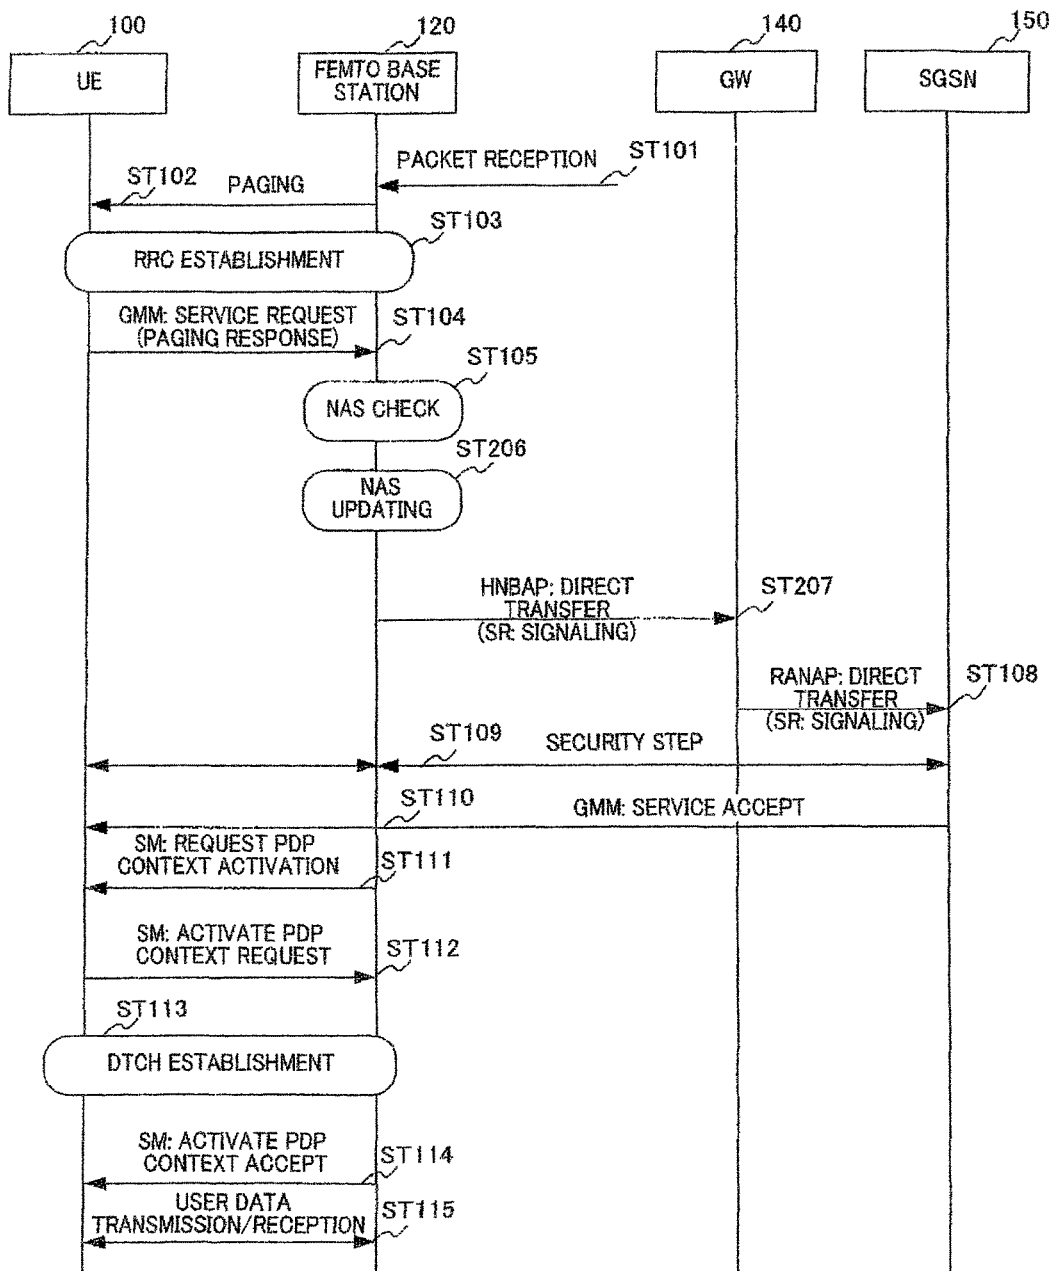 100
120
140
150
UE
FEMTO BASE
STATION
GW
SGSN
PACKET RECEPTION
ST101
ST102
PAGING
ST103
RRC ESTABLISHMENT
GMM: SERVICE REQUEST
(PAGING RESPONSE)
ST104
ST105
NAS CHECK
ST206
NAS
UPDATING
HNBAP: DIRECT
TRANSFER
(SR: SIGNALING)
ST207
RANAP: DIRECT
TRANSFER
(SR: SIGNALING)
ST108
ST109
SECURITY STEP
ST110
GMM: SERVICE ACCEPT
SM: REQUEST PDP
CONTEXT ACTIVATION
ST111
SM: ACTIVATE PDP
CONTEXT REQUEST
ST112
ST113
DTCH ESTABLISHMENT
SM: ACTIVATE PDP
CONTEXT ACCEPT
ST114
USER DATA
TRANSMISSION/RECEPTION
ST115